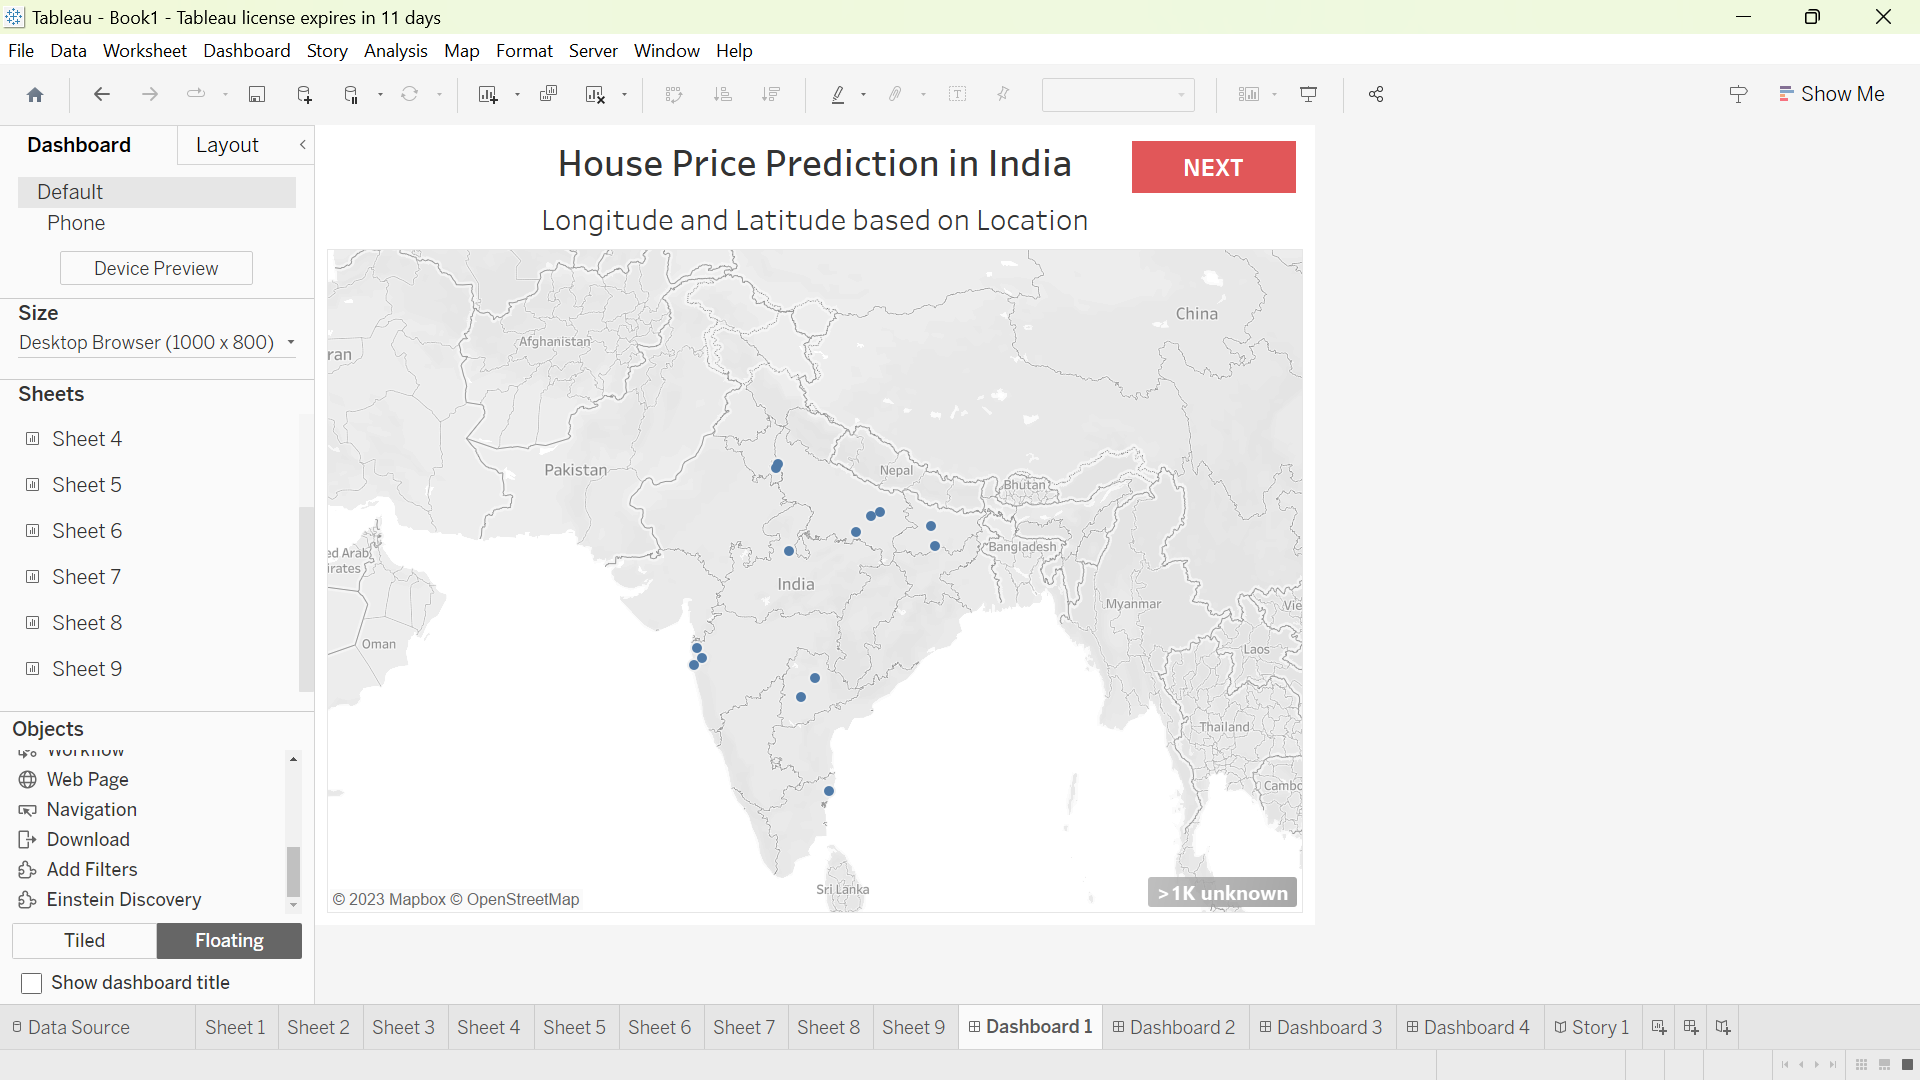 Tableau - Book1 - Tableau license expires in 11 days
File Data Worksheet Dashboard Story Analysis Map Format Server Window Help
Show Me
Dashboard Layout
Default
Phone
Device Preview
Size
Desktop Browser (1000 x 800)
Sheets
Sheet 4
Sheet 5
Sheet 6
Sheet 7
Sheet 8
Sheet 9
Objects
Workflow
Web Page
Navigation
Download
Add Filters
Einstein Discovery
Tiled Floating
Show dashboard title
House Price Prediction in India
NEXT
Longitude and Latitude based on Location
China
Afghanistan
ran
Pakistan
Nepal
Bhutan
ed Arab
irates
Bangladesh
India
Myanmar
Vie
Oman
Laos
Thailand
Cambo
Sri Lanka
>1K unknown
© 2023 Mapbox © OpenStreetMap
Data Source Sheet 1 Sheet 2 Sheet 3 Sheet 4 Sheet 5 Sheet 6 Sheet 7 Sheet 8 Sheet 9 Dashboard 1 Dashboard 2 Dashboard 3 Dashboard 4 Story 1